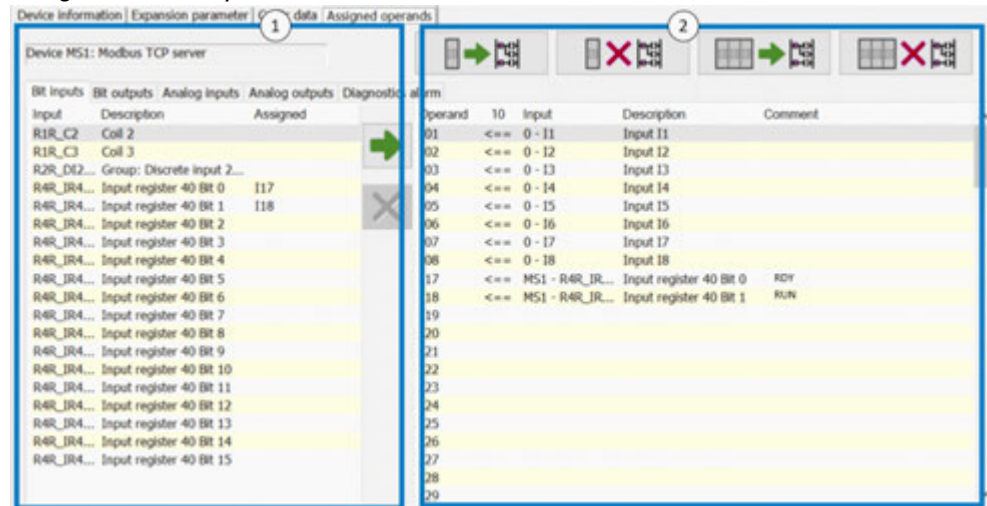 Device information Expansion parameter data Assigned operands
1
2
Device MS1: Modbus TCP server
Bit inputs Bit outputs Analog inputs Analog outputs Diagnostics alarm
Input Description Assigned
R1R_C2 Coil 2
R1R_C3 Coil 3
R2R_DI2... Group: Discrete input 2...
R4R_IR4... Input register 40 Bit 0 I17
R4R_IR4... Input register 40 Bit 1 I18
R4R_IR4... Input register 40 Bit 2
R4R_IR4... Input register 40 Bit 3
R4R_IR4... Input register 40 Bit 4
R4R_IR4... Input register 40 Bit 5
R4R_IR4... Input register 40 Bit 6
R4R_IR4... Input register 40 Bit 7
R4R_IR4... Input register 40 Bit 8
R4R_IR4... Input register 40 Bit 9
R4R_IR4... Input register 40 Bit 10
R4R_IR4... Input register 40 Bit 11
R4R_IR4... Input register 40 Bit 12
R4R_IR4... Input register 40 Bit 13
R4R_IR4... Input register 40 Bit 14
R4R_IR4... Input register 40 Bit 15
Operand 10 Input Description Comment
01 <== 0 - I1 Input I1
02 <== 0 - I2 Input I2
03 <== 0 - I3 Input I3
04 <== 0 - I4 Input I4
05 <== 0 - I5 Input I5
06 <== 0 - I6 Input I6
07 <== 0 - I7 Input I7
08 <== 0 - I8 Input I8
17 <== MS1 - R4R_IR... Input register 40 Bit 0 RDY
18 <== MS1 - R4R_IR... Input register 40 Bit 1 RUN
19
20
21
22
23
24
25
26
27
28
29